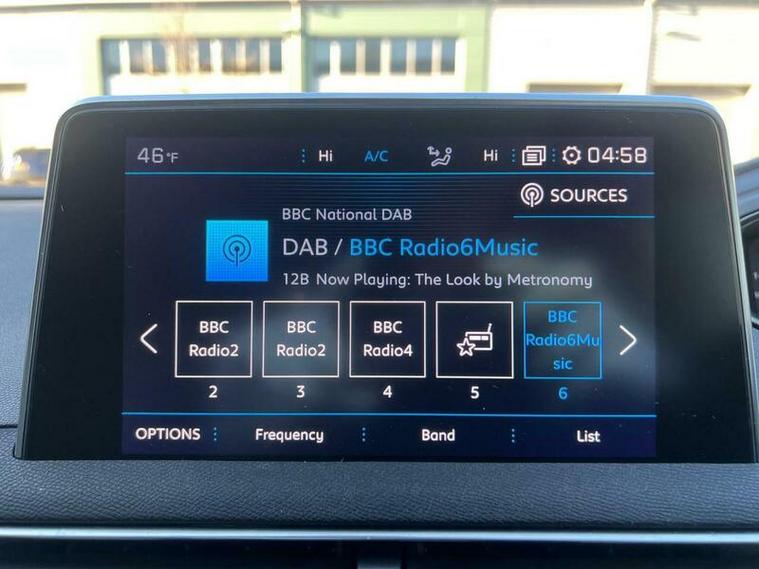 46°F Hi A/C Hi 04:58
SOURCES
BBC National DAB
DAB / BBC Radio6Music
12B Now Playing: The Look by Metronomy
BBC
Radio2
BBC
Radio2
BBC
Radio4
BBC
Radio6Mu
sic
2 3 4 5 6
OPTIONS Frequency Band List